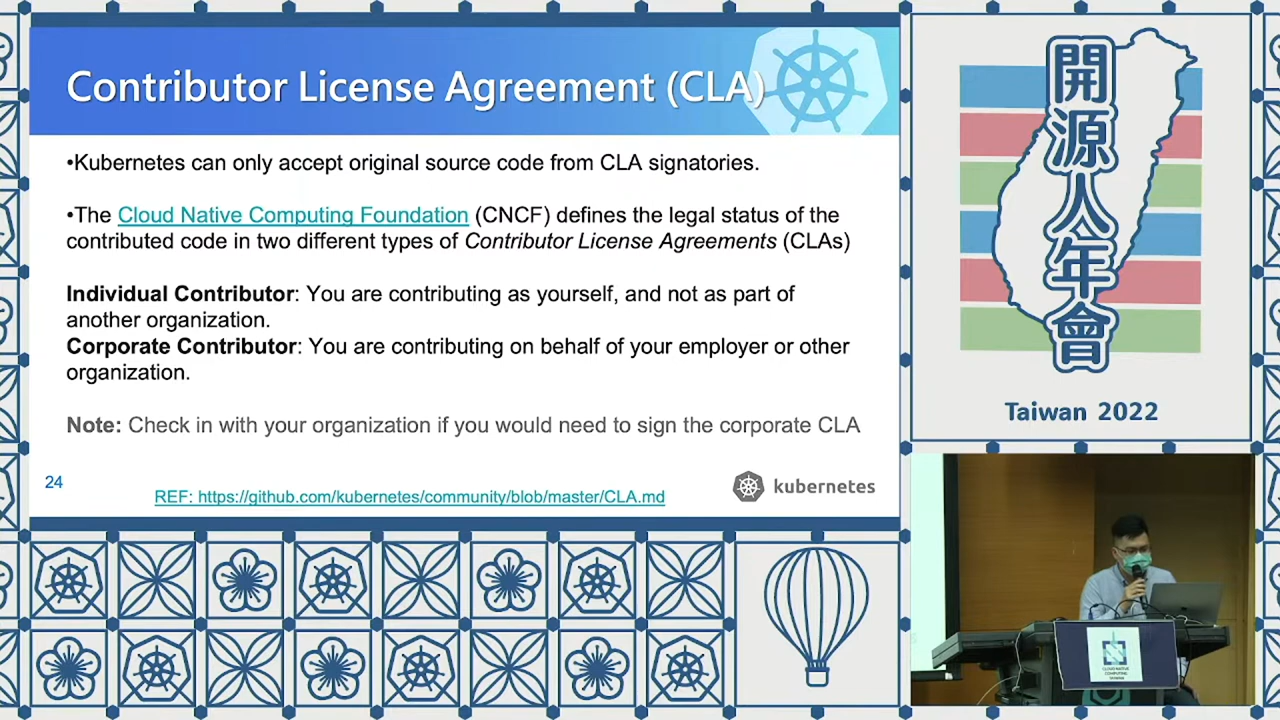 Contributor License Agreement (CLA)
•Kubernetes can only accept original source code from CLA signatories.
•The Cloud Native Computing Foundation (CNCF) defines the legal status of the
contributed code in two different types of Contributor License Agreements (CLAs)
Individual Contributor: You are contributing as yourself, and not as part of
another organization.
Corporate Contributor: You are contributing on behalf of your employer or other
organization.
Note: Check in with your organization if you would need to sign the corporate CLA
24
REF: https://github.com/kubernetes/community/blob/master/CLA.md
kubernetes
開源人年會
Taiwan 2022
CLOUD NATIVE
COMPUTING
TAIWAN